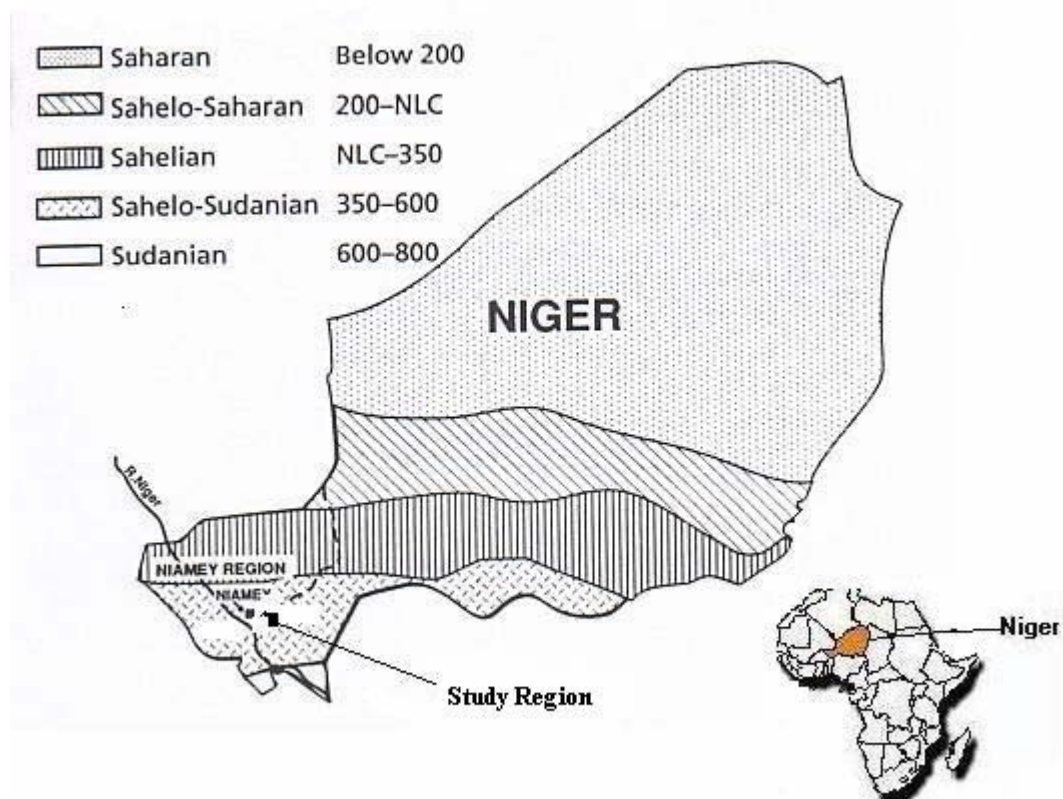 Saharan Below 200
Sahelo-Saharan 200–NLC
Sahelian NLC–350
Sahelo-Sudanian 350–600
Sudanian 600–800
NIGER
R.Niger
NIAMEY REGION
NIAMEY
Study Region
Niger